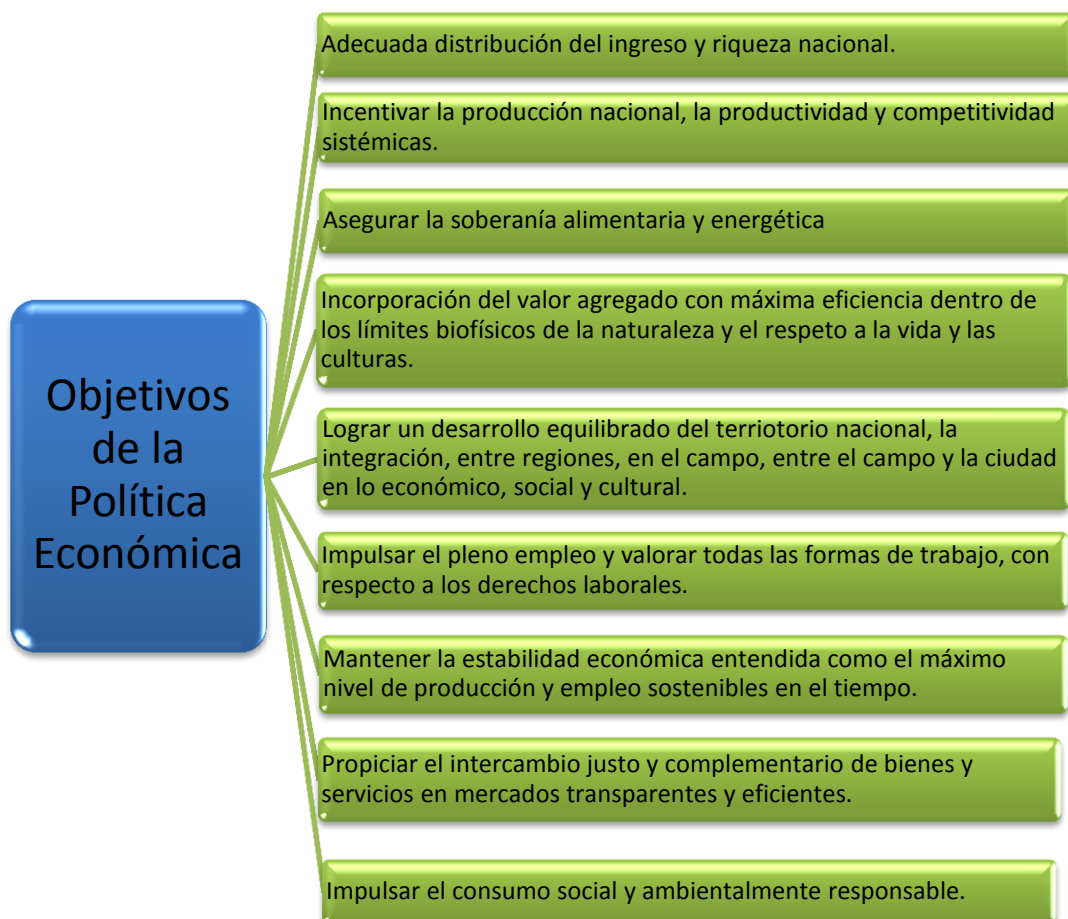 Objetivos
de la
Política
Económica
Adecuada distribución del ingreso y riqueza nacional.
Incentivar la producción nacional, la productividad y competitividad
sistémicas.
Asegurar la soberanía alimentaria y energética
Incorporación del valor agregado con máxima eficiencia dentro de
los límites biofísicos de la naturaleza y el respeto a la vida y las
culturas.
Lograr un desarrollo equilibrado del terriotorio nacional, la
integración, entre regiones, en el campo, entre el campo y la ciudad
en lo económico, social y cultural.
Impulsar el pleno empleo y valorar todas las formas de trabajo, con
respecto a los derechos laborales.
Mantener la estabilidad económica entendida como el máximo
nivel de producción y empleo sostenibles en el tiempo.
Propiciar el intercambio justo y complementario de bienes y
servicios en mercados transparentes y eficientes.
Impulsar el consumo social y ambientalmente responsable.